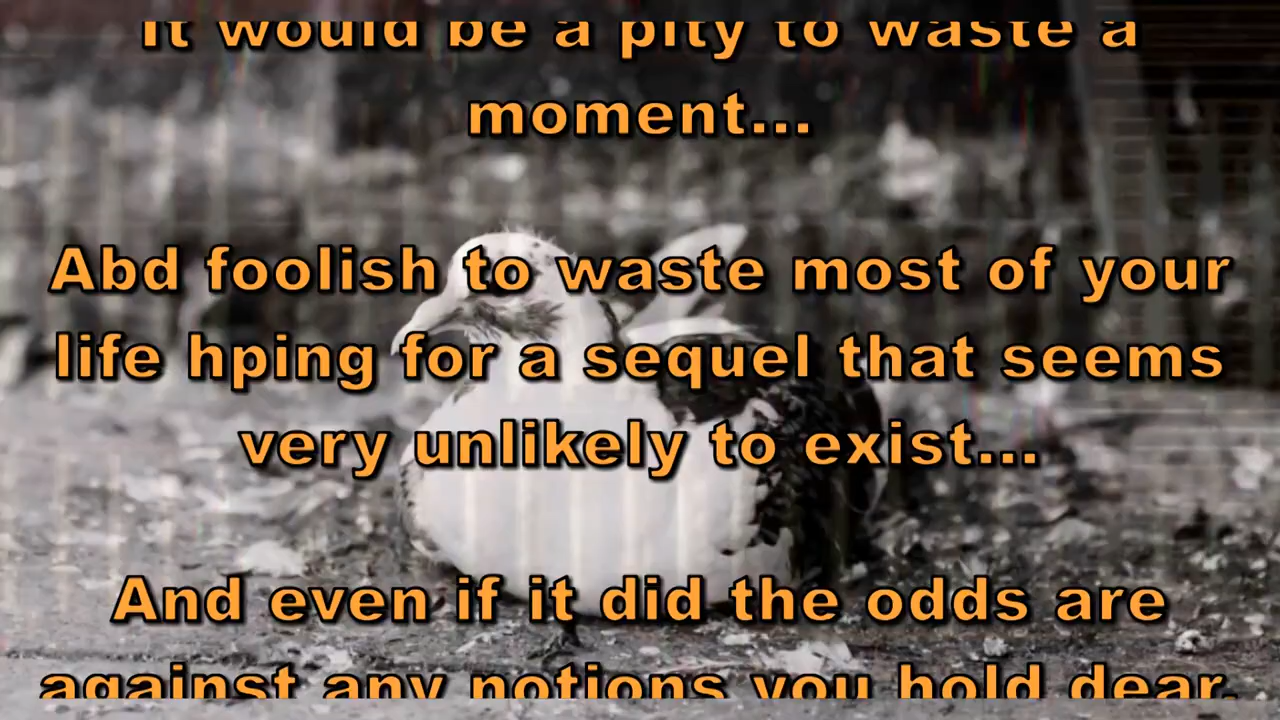 It would be a pity to waste a
moment...
Abd foolish to waste most of your
life hping for a sequel that seems
very unlikely to exist...
And even if it did the odds are
against any notions you hold dear.